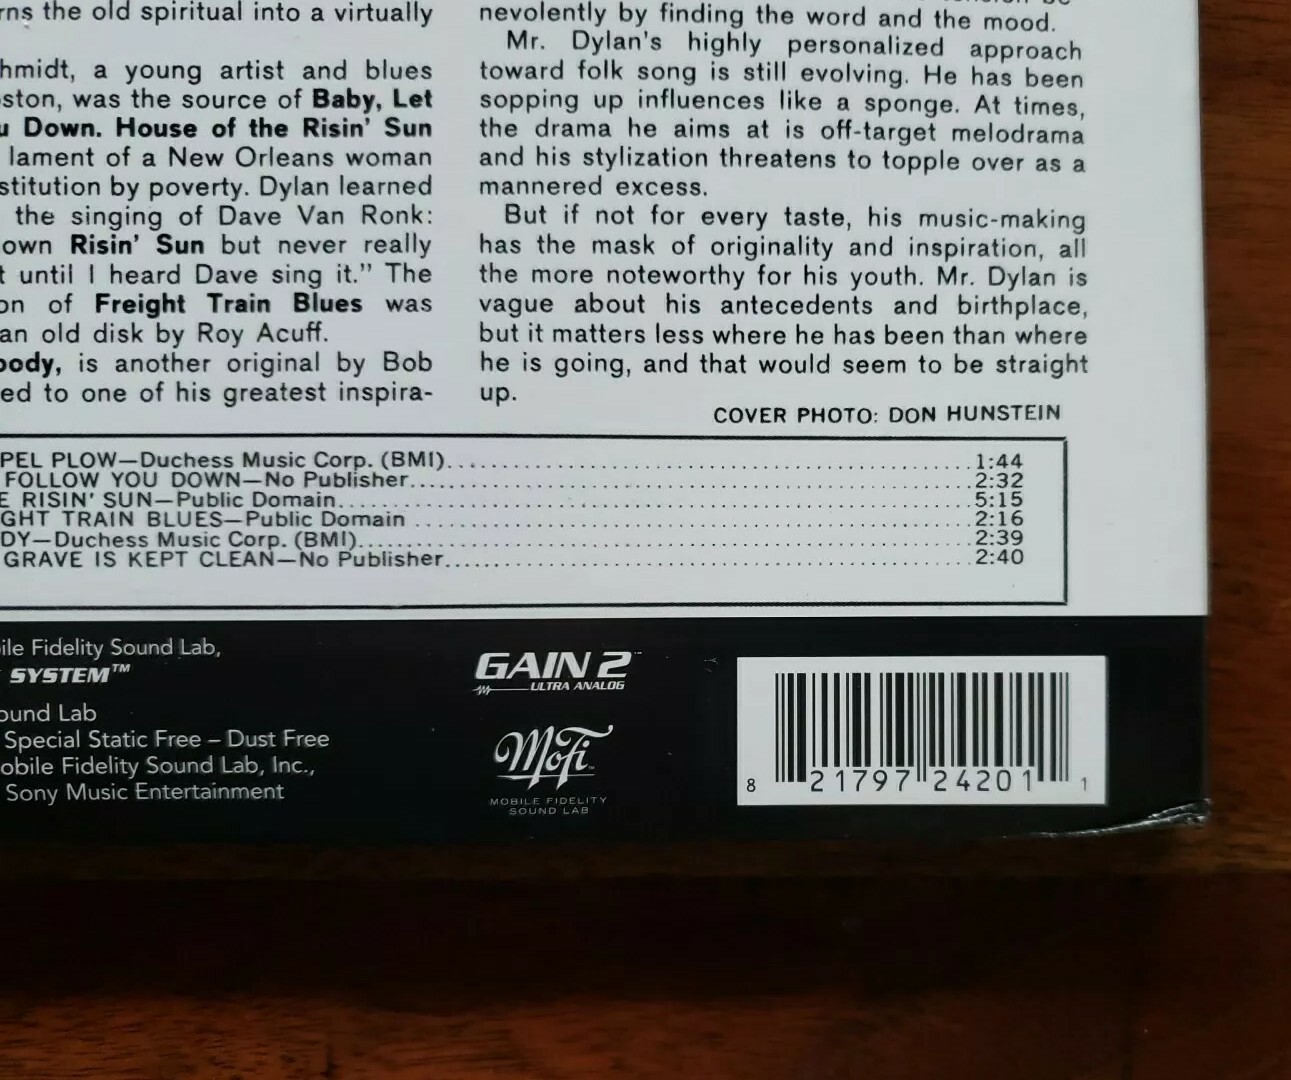 the old spiritual into a virtually
a young artist and blues
was the source of Baby, Let
Down. House of the Risin' Sun
lament of a New Orleans woman
by poverty. Dylan learned
the singing of Dave Van Ronk:
own Risin' Sun but never really
until I heard Dave sing it." The
of Freight Train Blues was
an old disk by Roy Acuff.
is another original by Bob
to one of his greatest inspira-
nevolently by finding the word and the mood.
Mr. Dylan's highly personalized approach
toward folk song is still evolving. He has been
sopping up influences like a sponge. At times,
the drama he aims at is off-target melodrama
and his stylization threatens to topple over as a
mannered excess.
But if not for every taste, his music-making
has the mask of originality and inspiration, all
the more noteworthy for his youth. Mr. Dylan is
vague about his antecedents and birthplace,
but it matters less where he has been than where
he is going, and that would seem to be straight
up.
COVER PHOTO: DON HUNSTEIN
PEL PLOW—Duchess Music Corp. (BMI) 1:44
FOLLOW YOU DOWN—No Publisher 2:32
RISIN' SUN—Public Domain 5:15
GHT TRAIN BLUES—Public Domain 2:16
DY—Duchess Music Corp. (BMI) 2:39
GRAVE IS KEPT CLEAN—No Publisher 2:40
Fidelity Sound Lab,
SYSTEM™
ound Lab
Special Static Free – Dust Free
obile Fidelity Sound Lab, Inc.,
Sony Music Entertainment
GAIN 2™
ULTRA ANALOG
MoFi™
MOBILE FIDELITY
SOUND LAB
8 21797 24201 1